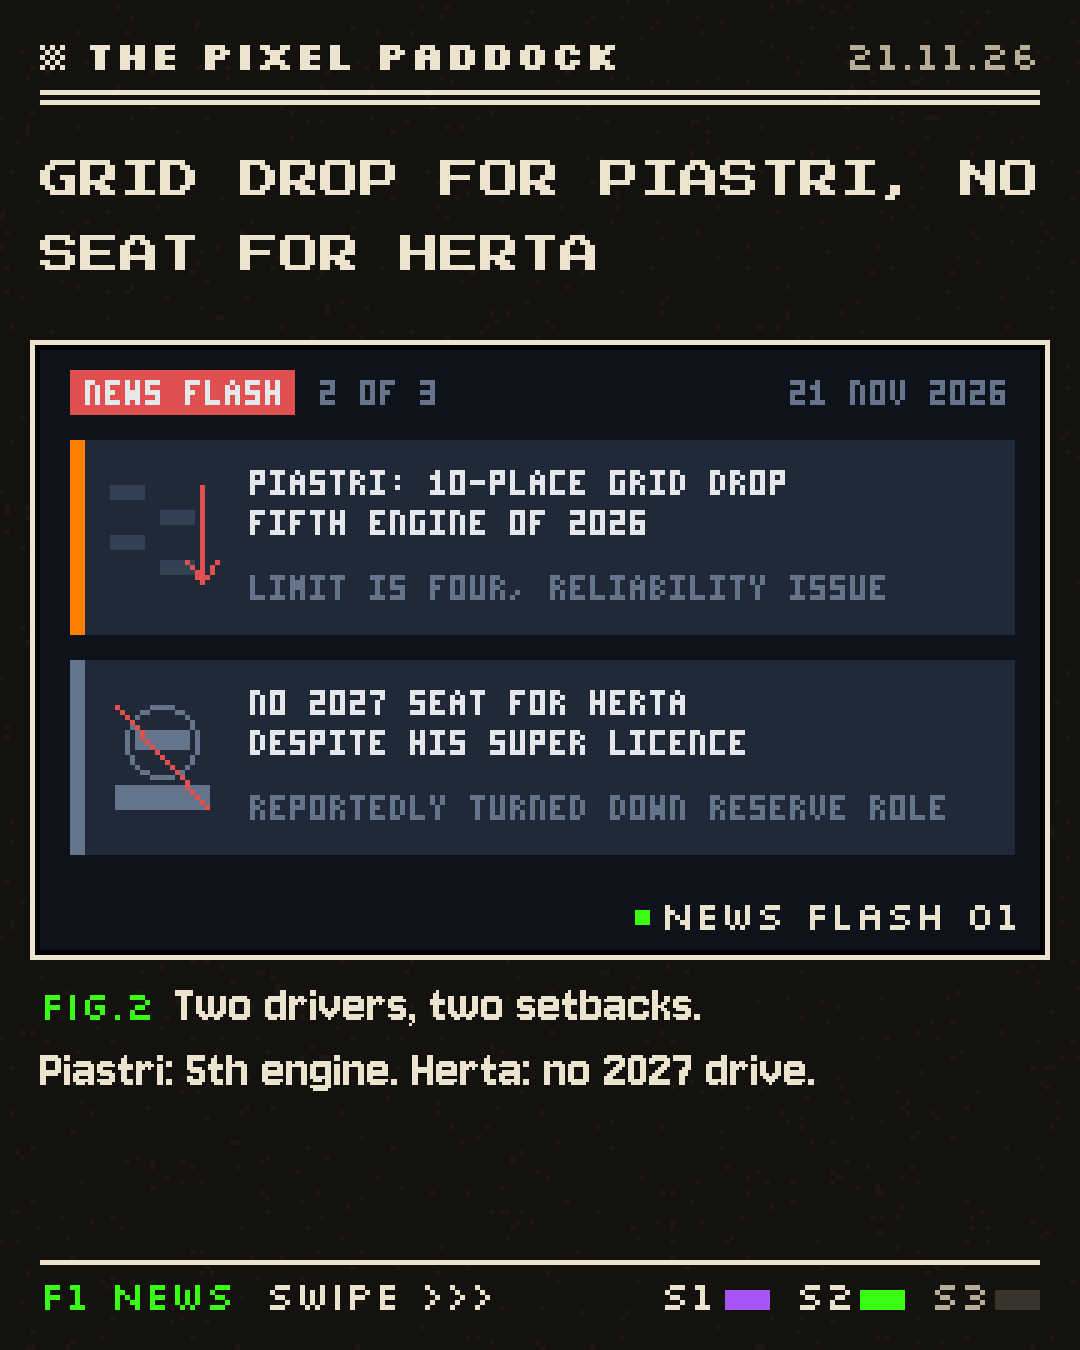 THE PIXEL PADDOCK 21.11.26
GRID DROP FOR PIASTRI, NO
SEAT FOR HERTA
NEWS FLASH 2 OF 3 21 NOV 2026
PIASTRI: 10-PLACE GRID DROP
FIFTH ENGINE OF 2026
LIMIT IS FOUR, RELIABILITY ISSUE
NO 2027 SEAT FOR HERTA
DESPITE HIS SUPER LICENCE
REPORTEDLY TURNED DOWN RESERVE ROLE
NEWS FLASH 01
FIG.2 Two drivers, two setbacks.
Piastri: 5th engine. Herta: no 2027 drive.
F1 NEWS SWIPE >>> S1 S2 S3